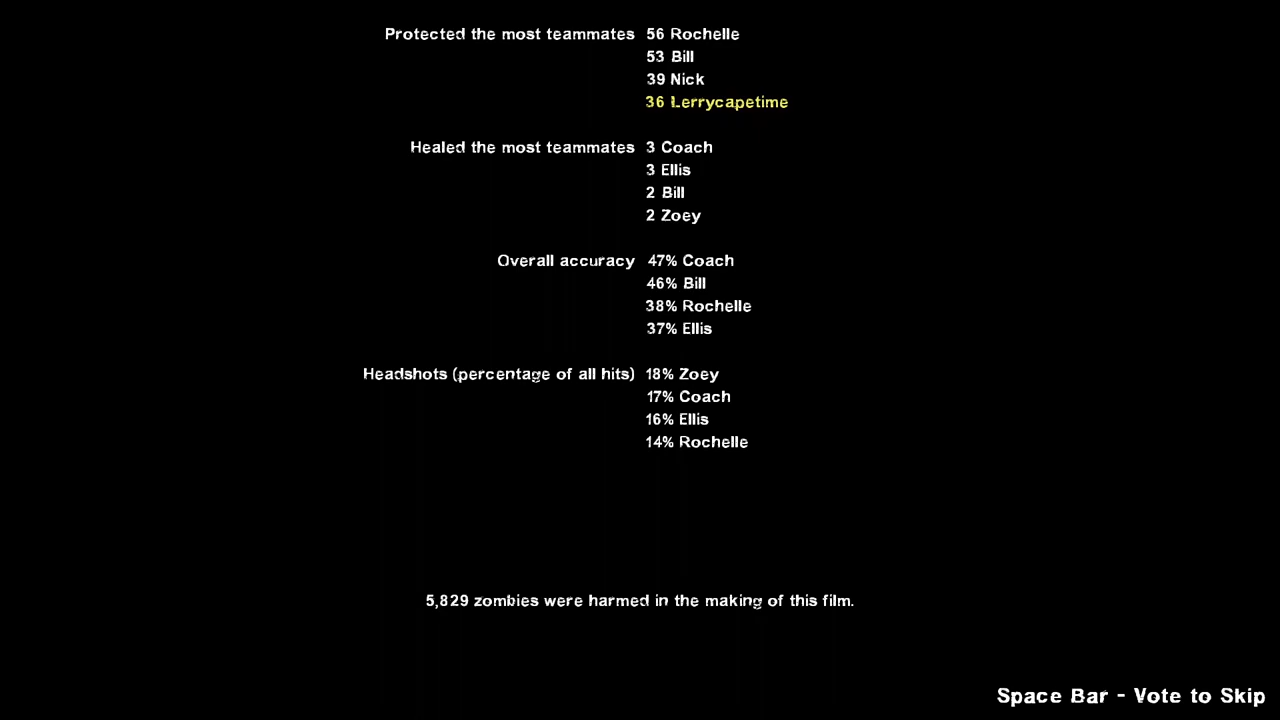 Protected the most teammates 56 Rochelle
53 Bill
39 Nick
36 Lerrycapetime
Healed the most teammates 3 Coach
3 Ellis
2 Bill
2 Zoey
Overall accuracy 47% Coach
46% Bill
38% Rochelle
37% Ellis
Headshots (percentage of all hits) 18% Zoey
17% Coach
16% Ellis
14% Rochelle
5,829 zombies were harmed in the making of this film.
Space Bar - Vote to Skip